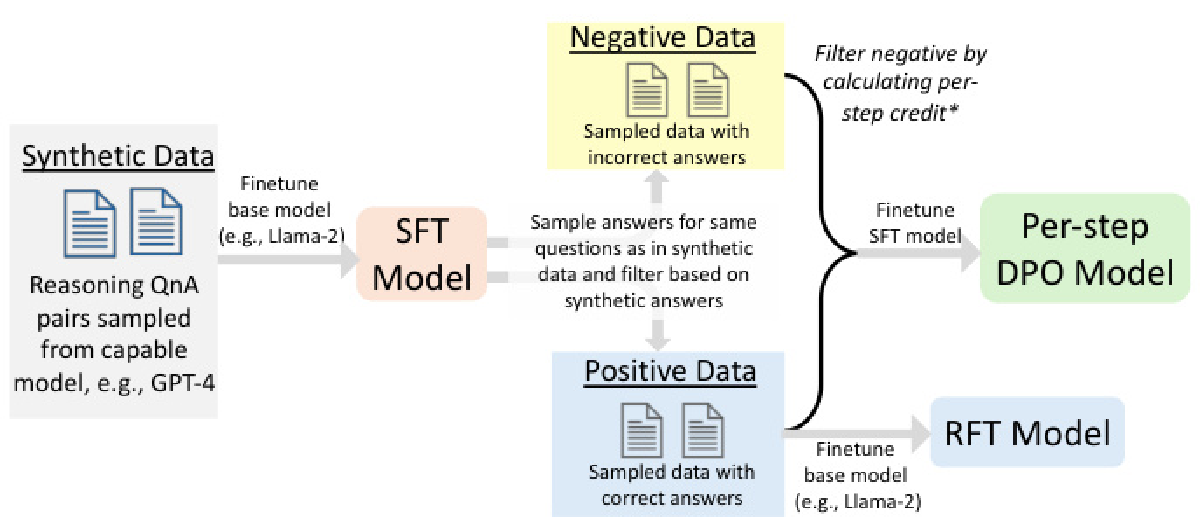 Synthetic Data
Reasoning QnA
pairs sampled
from capable
model, e.g., GPT-4
Finetune
base model
(e.g., Llama-2)
SFT
Model
Sample answers for same
questions as in synthetic
data and filter based on
synthetic answers
Negative Data
Sampled data with
incorrect answers
Filter negative by
calculating per-
step credit*
Finetune
SFT model
Per-step
DPO Model
Positive Data
Sampled data with
correct answers
Finetune
base model
(e.g., Llama-2)
RFT Model